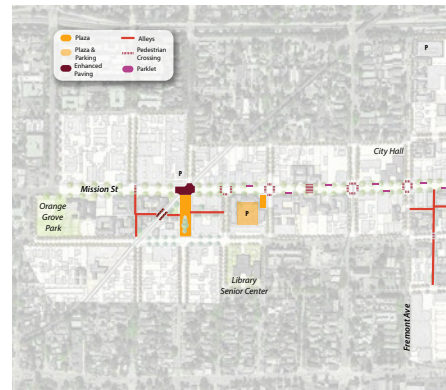 Plaza
Alleys
Plaza &
Parking
Pedestrian
Crossing
Enhanced
Paving
Parklet
P
City Hall
P
Mission St
Orange
Grove
Park
P
Library
Senior Center
Fremont Ave